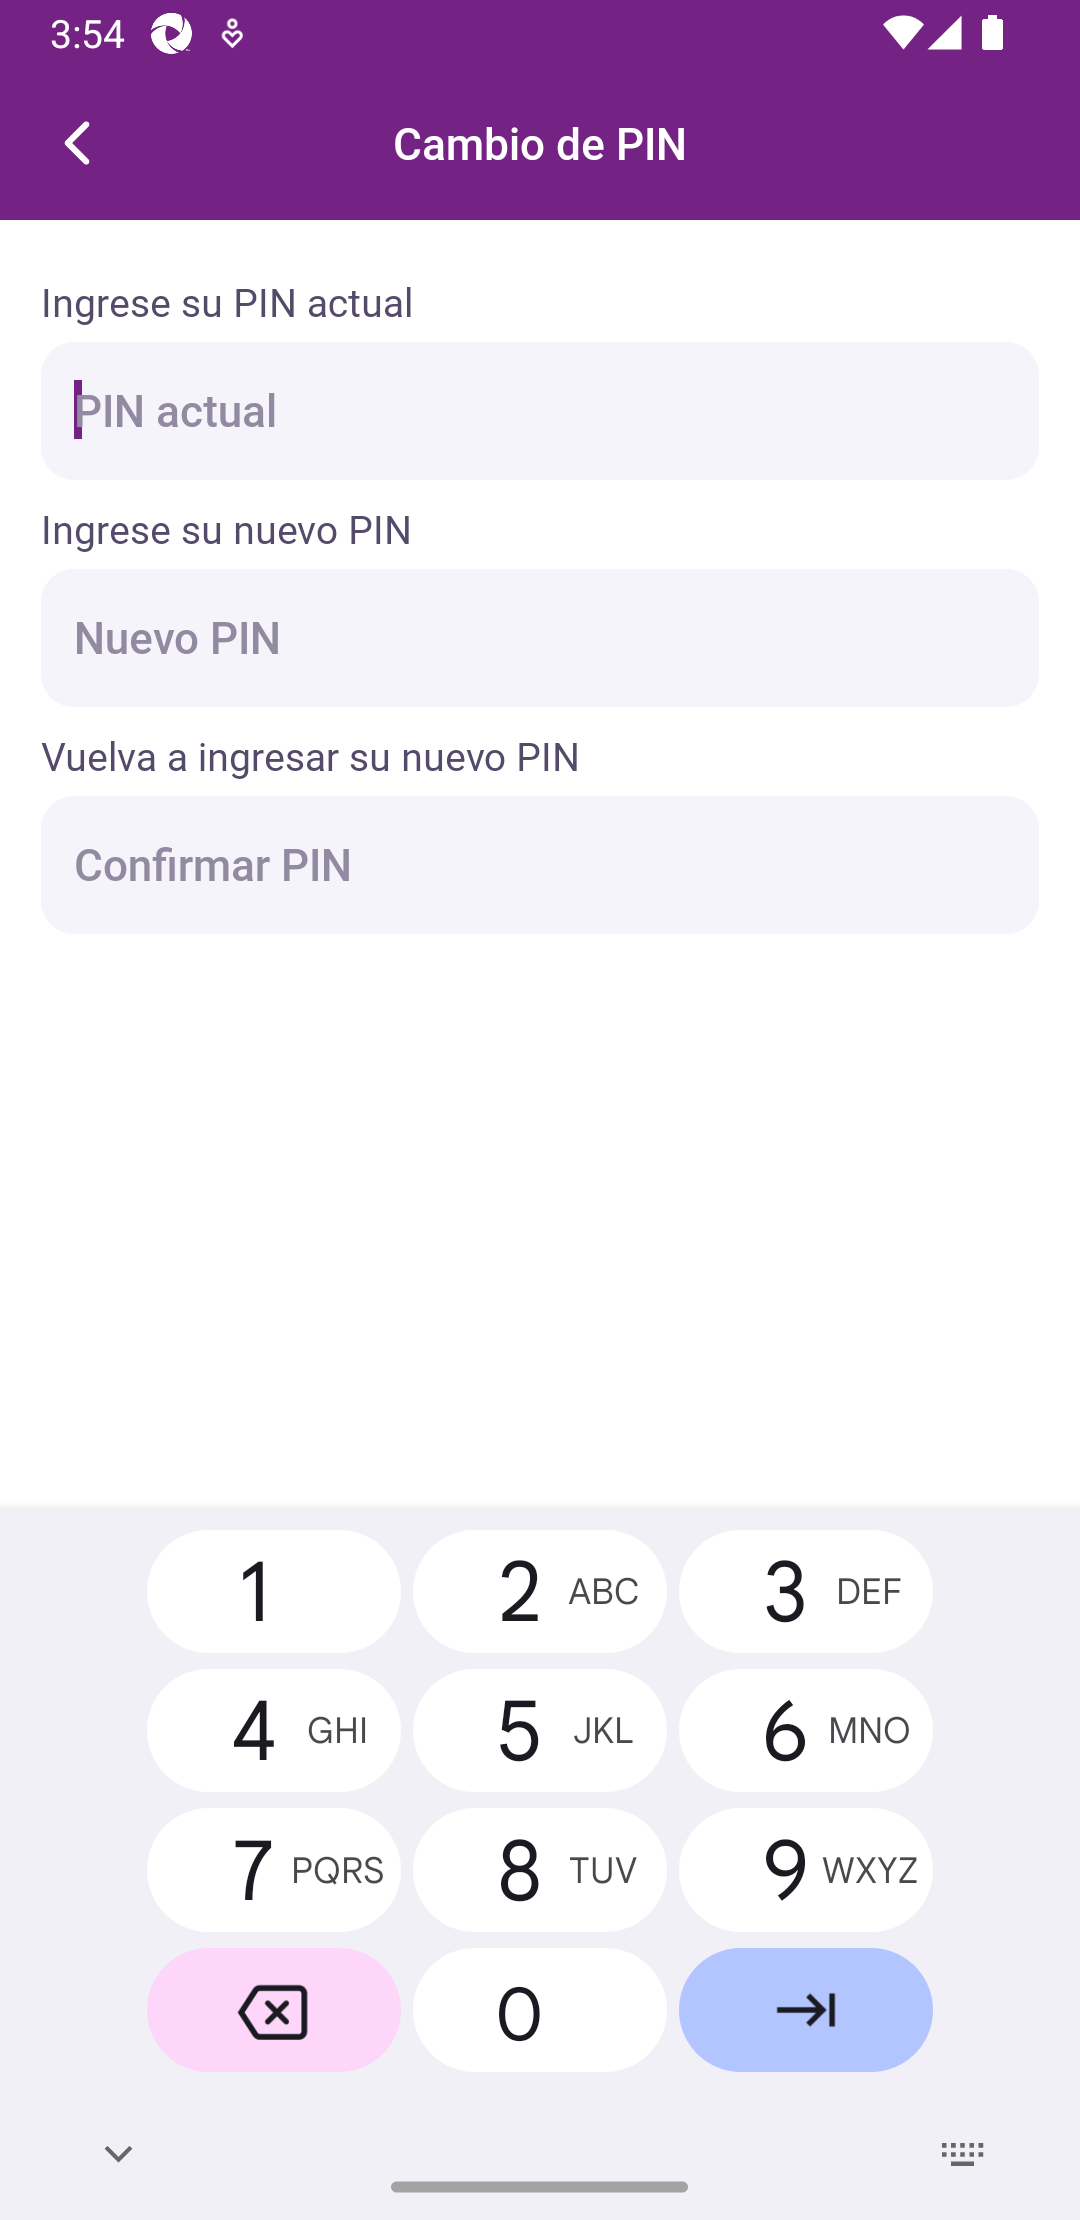 3:54
Cambio de PIN
Ingrese su PIN actual
PIN actual
Ingrese su nuevo PIN
Nuevo PIN
Vuelva a ingresar su nuevo PIN
Confirmar PIN
1 2 ABC 3 DEF
4 GHI 5 JKL 6 MNO
7 PQRS 8 TUV 9 WXYZ
0